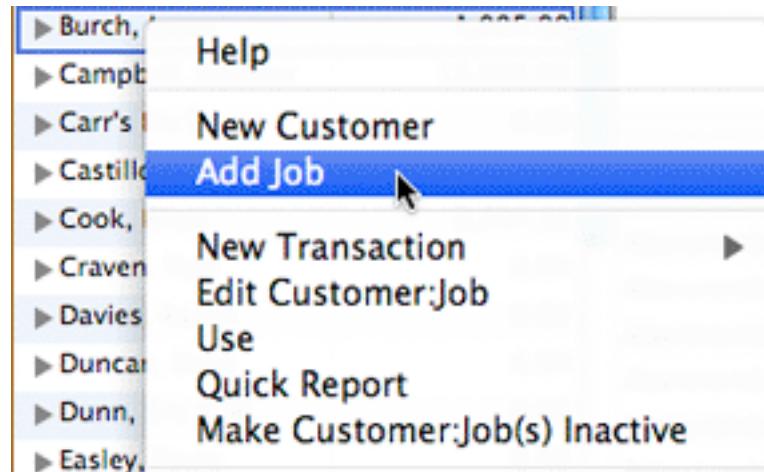 Burch,
Help
Campb
Carr's
New Customer
Castillo
Add Job
Cook,
New Transaction
Craven
Edit Customer:Job
Davies
Use
Duncan
Quick Report
Dunn,
Make Customer:Job(s) Inactive
Easley,